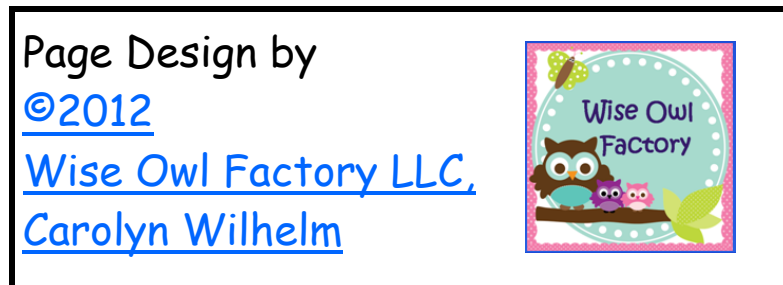 Page Design by
©2012
Wise Owl Factory LLC,
Carolyn Wilhelm
Wise Owl
Factory